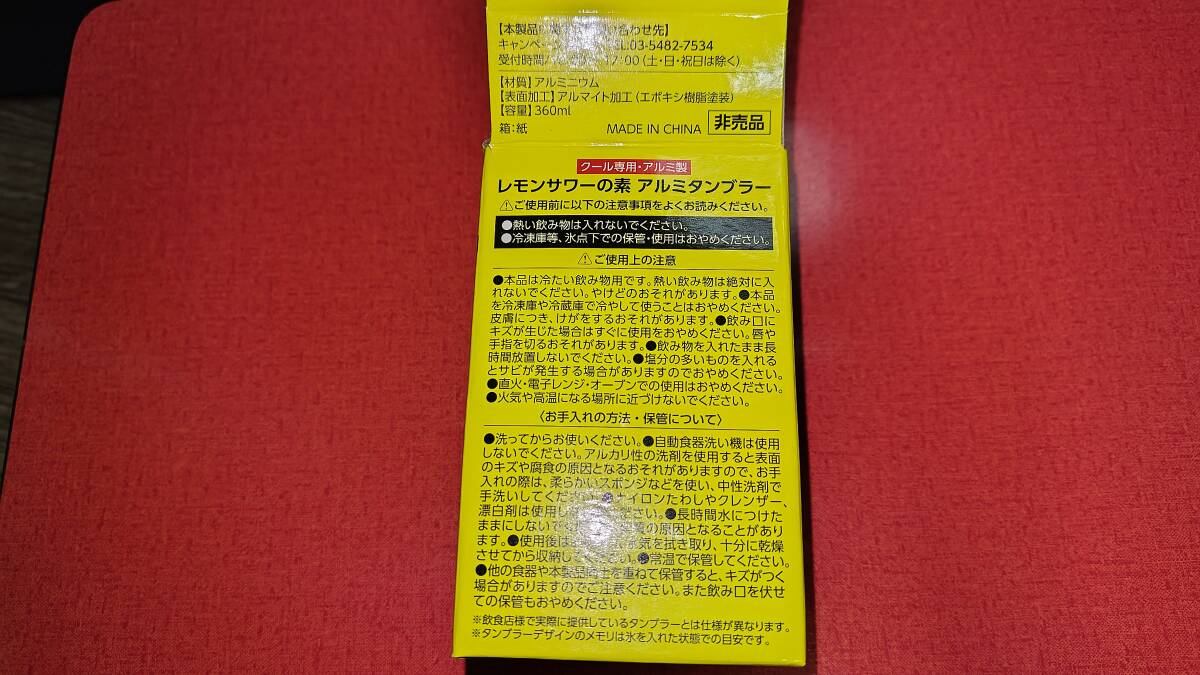 【本製品 い合わせ先】
キャンペー :03-5482-7534
受付時間 17:00(土・日・祝日は除く)
【材質】アルミニウム
【表面加工】アルマイト加工(エポキシ樹脂塗装)
【容量】360ml
箱:紙 MADE IN CHINA 非売品
クール専用・アルミ製
レモンサワーの素 アルミタンブラー
⚠ご使用前に以下の注意事項をよくお読みください。
●熱い飲み物は入れないでください。
●冷凍庫等、氷点下での保管・使用はおやめください。
⚠ご使用上の注意
●本品は冷たい飲み物用です。熱い飲み物は絶対に入
れないでください。やけどのおそれがあります。●本品
を冷凍庫や冷蔵庫で冷やして使うことはおやめください。
皮膚につき、けがをするおそれがあります。●飲み口に
キズが生じた場合はすぐに使用をおやめください。唇や
手指を切るおそれがあります。●飲み物を入れたまま長
時間放置しないでください。●塩分の多いものを入れる
とサビが発生する場合がありますのでおやめください。
●直火・電子レンジ・オーブンでの使用はおやめください。
●火気や高温になる場所に近づけないでください。
〈お手入れの方法・保管について〉
●洗ってからお使いください。●自動食器洗い機は使用
しないでください。アルカリ性の洗剤を使用すると表面
のキズや腐食の原因となるおそれがありますので、お手
入れの際は、柔らかいスポンジなどを使い、中性洗剤で
手洗いしてください。●ナイロンたわしやクレンザー、
漂白剤は使用し ください。●長時間水につけた
ままにしないでく の原因となることがあり
ます。●使用後は 水気を拭き取り、十分に乾燥
させてから収納してください。●常温で保管してください。
●他の食器や本製品同士を重ねて保管すると、キズがつく
場合がありますのでご注意ください。また飲み口を伏せ
ての保管もおやめください。
※飲食店様で実際に提供しているタンブラーとは仕様が異なります。
※タンブラーデザインのメモリは氷を入れた状態での目安です。